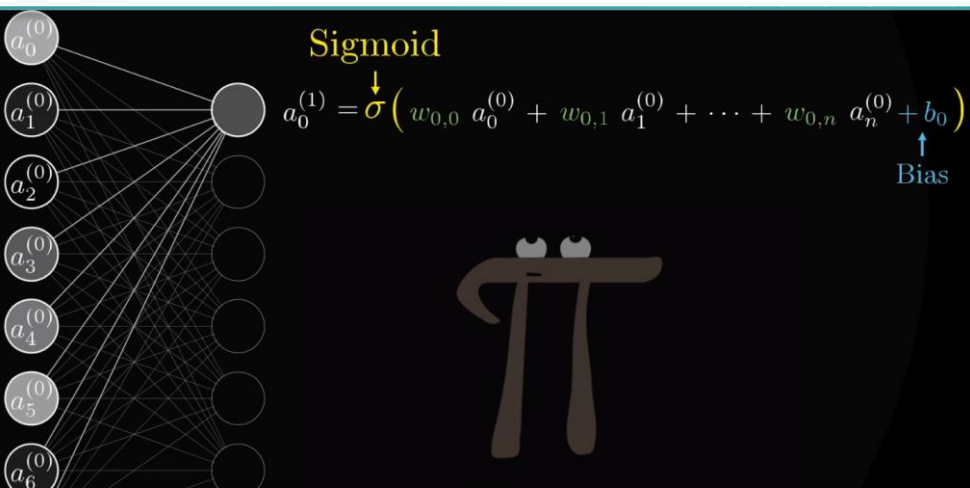 Sigmoid
↓
a_0^{(1)} = σ( w_{0,0} a_0^{(0)} + w_{0,1} a_1^{(0)} + ⋯ + w_{0,n} a_n^{(0)} + b_0 )
↑
Bias
a_0^{(0)}
a_1^{(0)}
a_2^{(0)}
a_3^{(0)}
a_4^{(0)}
a_5^{(0)}
a_6^{(0)}